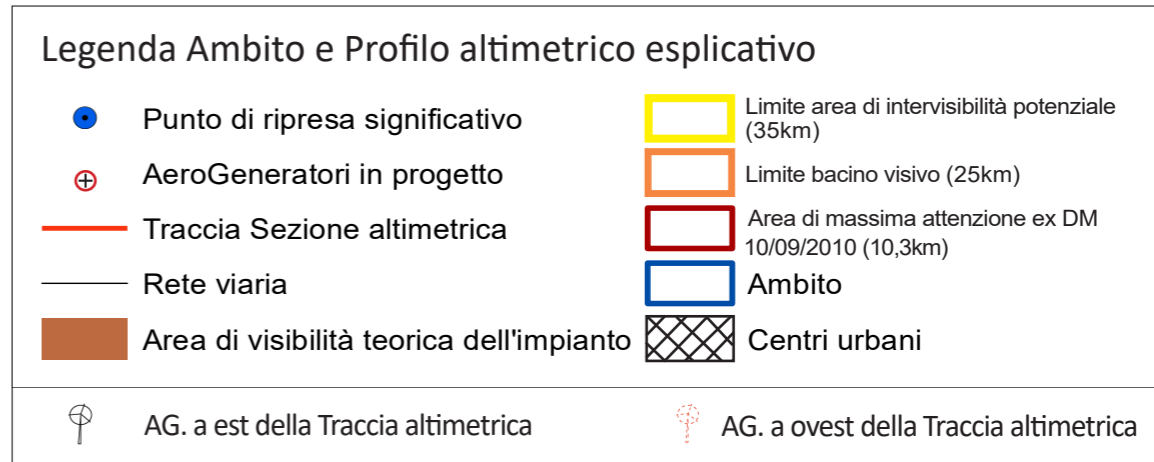 Legenda Ambito e Profilo altimetrico esplicativo
Punto di ripresa significativo
AeroGeneratori in progetto
Traccia Sezione altimetrica
Rete viaria
Area di visibilità teorica dell'impianto
Limite area di intervisibilità potenziale
(35km)
Limite bacino visivo (25km)
Area di massima attenzione ex DM
10/09/2010 (10,3km)
Ambito
Centri urbani
AG. a est della Traccia altimetrica
AG. a ovest della Traccia altimetrica